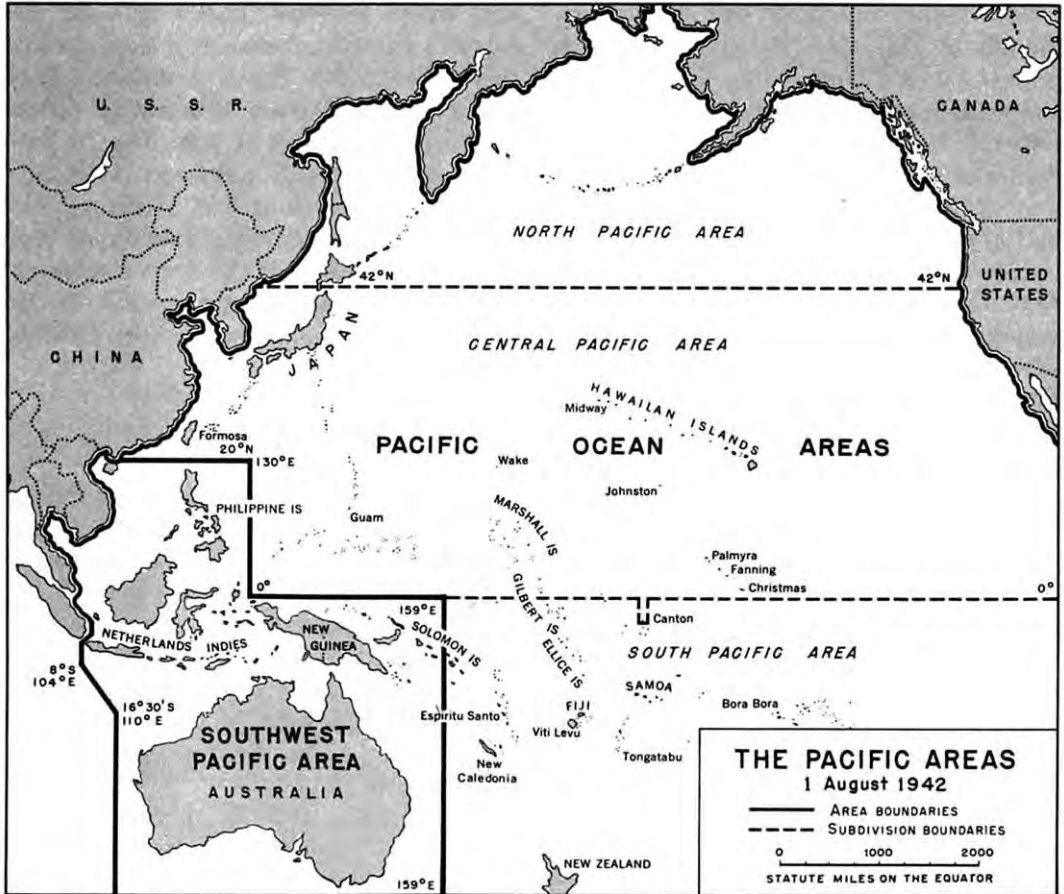 U. S. S. R.
CANADA
NORTH PACIFIC AREA
42°N
42°N
UNITED
STATES
JAPAN
CHINA
CENTRAL PACIFIC AREA
HAWAIIAN ISLANDS
Midway
Formosa
20°N
130°E
PACIFIC OCEAN AREAS
Wake
Johnston
PHILIPPINE IS
Guam
MARSHALL IS
Palmyra
Fanning
Christmas
0°
0°
159°E
GILBERT IS
Canton
NETHERLANDS INDIES
NEW
GUINEA
SOLOMON IS
ELLICE IS
SOUTH PACIFIC AREA
8°S
104°E
SAMOA
16°30'S
110°E
Espiritu Santo
FIJI
Bora Bora
Viti Levu
SOUTHWEST
PACIFIC AREA
AUSTRALIA
New
Caledonia
Tongatabu
THE PACIFIC AREAS
1 August 1942
AREA BOUNDARIES
SUBDIVISION BOUNDARIES
0 1000 2000
STATUTE MILES ON THE EQUATOR
NEW ZEALAND
159°E